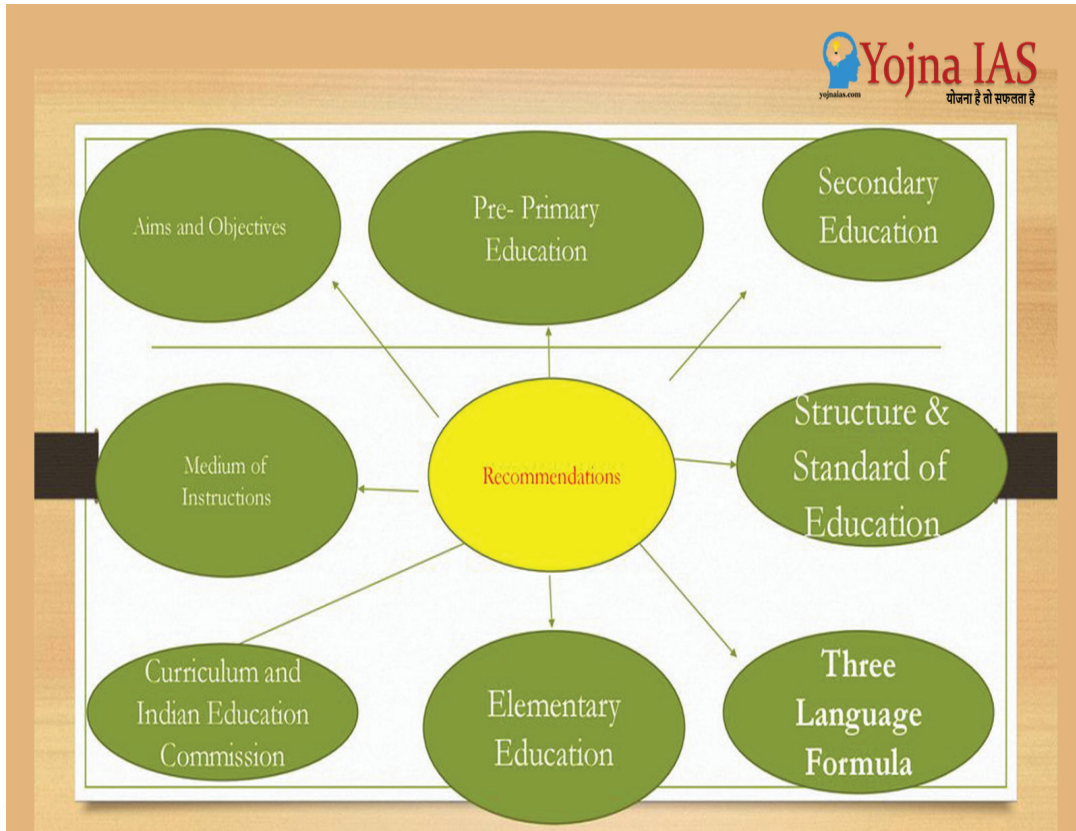 Yojna IAS
yojnaias.com
योजना है तो सफलता है
Aims and Objectives
Pre- Primary
Education
Secondary
Education
Medium of
Instructions
Recommendations
Structure &
Standard of
Education
Curriculum and
Indian Education
Commission
Elementary
Education
Three
Language
Formula